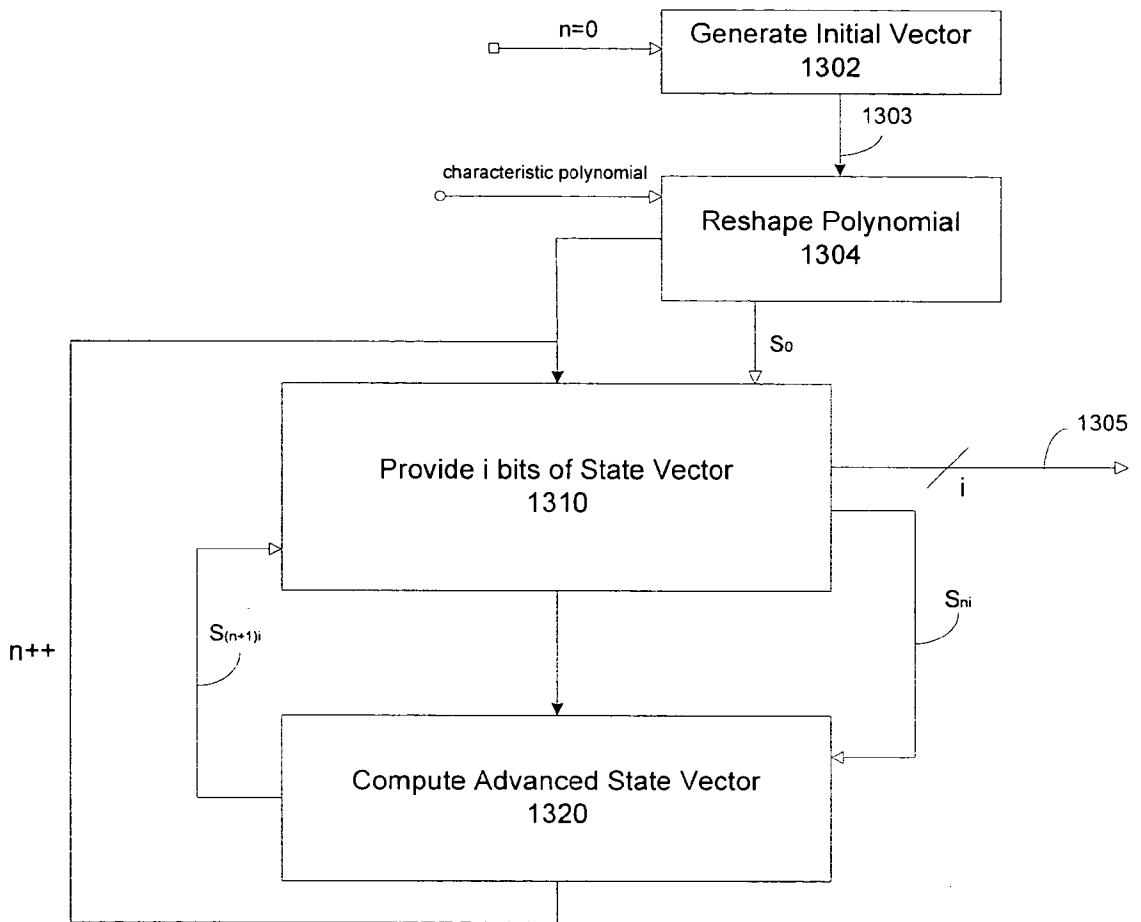 n=0
Generate Initial Vector
1302
1303
characteristic polynomial
Reshape Polynomial
1304
S0
1305
Provide i bits of State Vector
1310
i
Sni
S(n+1)i
n++
Compute Advanced State Vector
1320